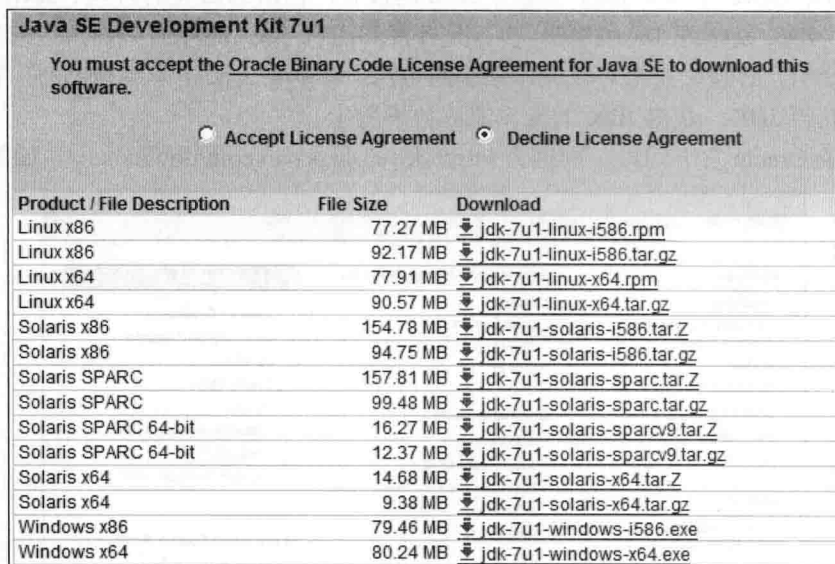 Java SE Development Kit 7u1
You must accept the Oracle Binary Code License Agreement for Java SE to download this
software.
Accept License Agreement Decline License Agreement
Product / File Description File Size Download
Linux x86 77.27 MB jdk-7u1-linux-i586.rpm
Linux x86 92.17 MB jdk-7u1-linux-i586.tar.gz
Linux x64 77.91 MB jdk-7u1-linux-x64.rpm
Linux x64 90.57 MB jdk-7u1-linux-x64.tar.gz
Solaris x86 154.78 MB jdk-7u1-solaris-i586.tar.Z
Solaris x86 94.75 MB jdk-7u1-solaris-i586.tar.gz
Solaris SPARC 157.81 MB jdk-7u1-solaris-sparc.tar.Z
Solaris SPARC 99.48 MB jdk-7u1-solaris-sparc.tar.gz
Solaris SPARC 64-bit 16.27 MB jdk-7u1-solaris-sparcv9.tar.Z
Solaris SPARC 64-bit 12.37 MB jdk-7u1-solaris-sparcv9.tar.gz
Solaris x64 14.68 MB jdk-7u1-solaris-x64.tar.Z
Solaris x64 9.38 MB jdk-7u1-solaris-x64.tar.gz
Windows x86 79.46 MB jdk-7u1-windows-i586.exe
Windows x64 80.24 MB jdk-7u1-windows-x64.exe